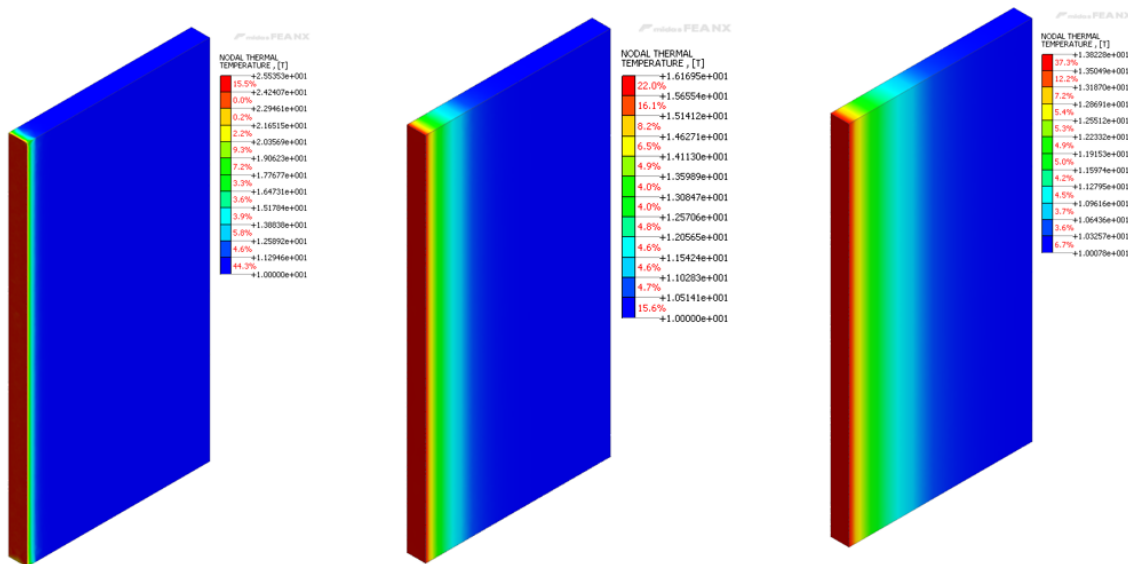 midas FEA NX
NODAL THERMAL
TEMPERATURE , [T]
+2.55353e+001
15.5%
+2.42407e+001
0.0%
+2.29461e+001
0.2%
+2.16515e+001
2.2%
+2.03569e+001
9.3%
+1.90623e+001
7.2%
+1.77677e+001
3.3%
+1.64731e+001
3.6%
+1.51784e+001
3.9%
+1.38838e+001
5.8%
+1.25892e+001
4.6%
+1.12946e+001
44.3%
+1.00000e+001
midas FEA NX
NODAL THERMAL
TEMPERATURE , [T]
+1.61695e+001
22.0%
+1.56554e+001
16.1%
+1.51412e+001
8.2%
+1.46271e+001
6.5%
+1.41130e+001
4.9%
+1.35989e+001
4.0%
+1.30847e+001
4.0%
+1.25706e+001
4.8%
+1.20565e+001
4.6%
+1.15424e+001
4.6%
+1.10283e+001
4.7%
+1.05141e+001
15.6%
+1.00000e+001
midas FEA NX
NODAL THERMAL
TEMPERATURE , [T]
+1.38228e+001
37.3%
+1.35049e+001
12.2%
+1.31870e+001
7.2%
+1.28691e+001
5.4%
+1.25512e+001
5.3%
+1.22332e+001
4.9%
+1.19153e+001
5.0%
+1.15974e+001
4.2%
+1.12795e+001
4.5%
+1.09616e+001
3.7%
+1.06436e+001
3.6%
+1.03257e+001
6.7%
+1.00078e+001